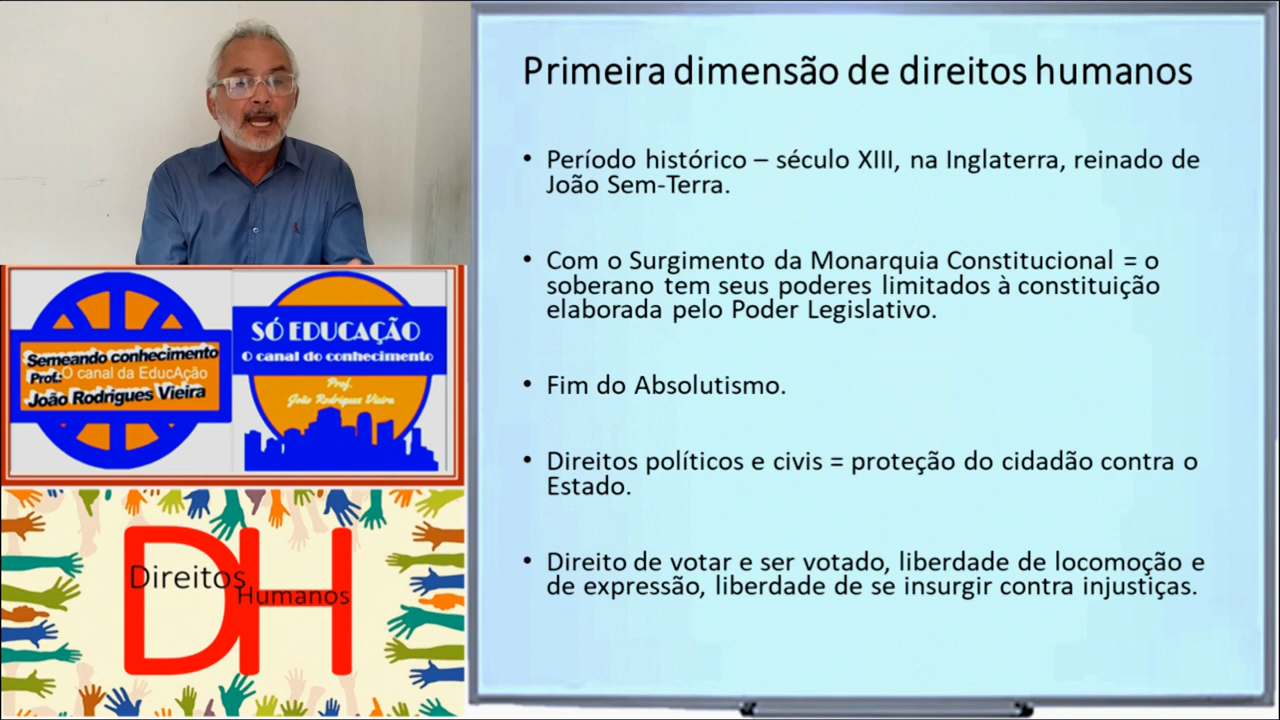 Primeira dimensão de direitos humanos
• Período histórico – século XIII, na Inglaterra, reinado de
João Sem-Terra.
• Com o Surgimento da Monarquia Constitucional = o
soberano tem seus poderes limitados à constituição
elaborada pelo Poder Legislativo.
• Fim do Absolutismo.
• Direitos políticos e civis = proteção do cidadão contra o
Estado.
• Direito de votar e ser votado, liberdade de locomoção e
de expressão, liberdade de se insurgir contra injustiças.
Semeando conhecimento
Prof.: O canal da EducAção
João Rodrigues Vieira
SÓ EDUCAÇÃO
O canal do conhecimento
Prof.
João Rodrigues Vieira
DH
Direitos
Humanos